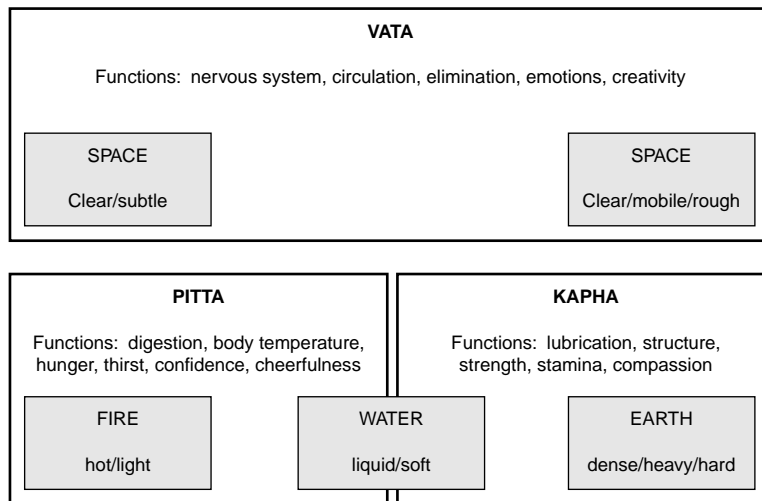 VATA
Functions: nervous system, circulation, elimination, emotions, creativity
SPACE
Clear/subtle
SPACE
Clear/mobile/rough
PITTA
Functions: digestion, body temperature,
hunger, thirst, confidence, cheerfulness
KAPHA
Functions: lubrication, structure,
strength, stamina, compassion
FIRE
hot/light
WATER
liquid/soft
EARTH
dense/heavy/hard